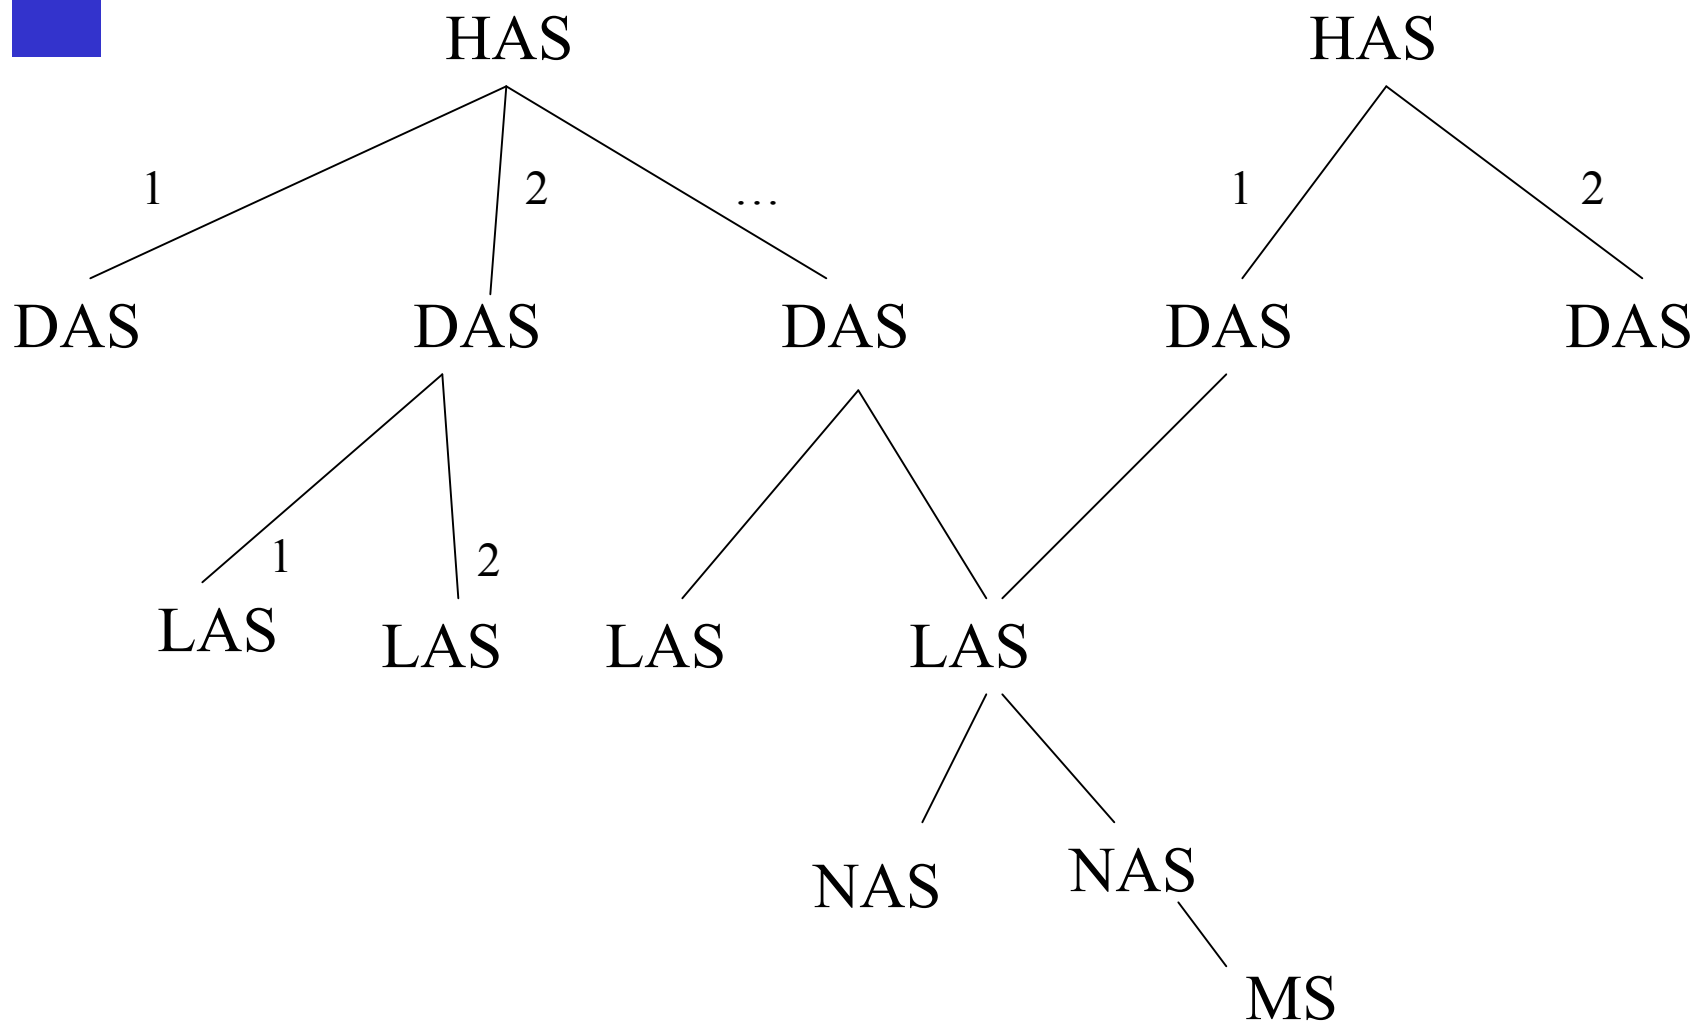 HAS HAS
1 2 ... 1 2
DAS DAS DAS DAS DAS
1 2
LAS LAS LAS LAS
NAS NAS
MS